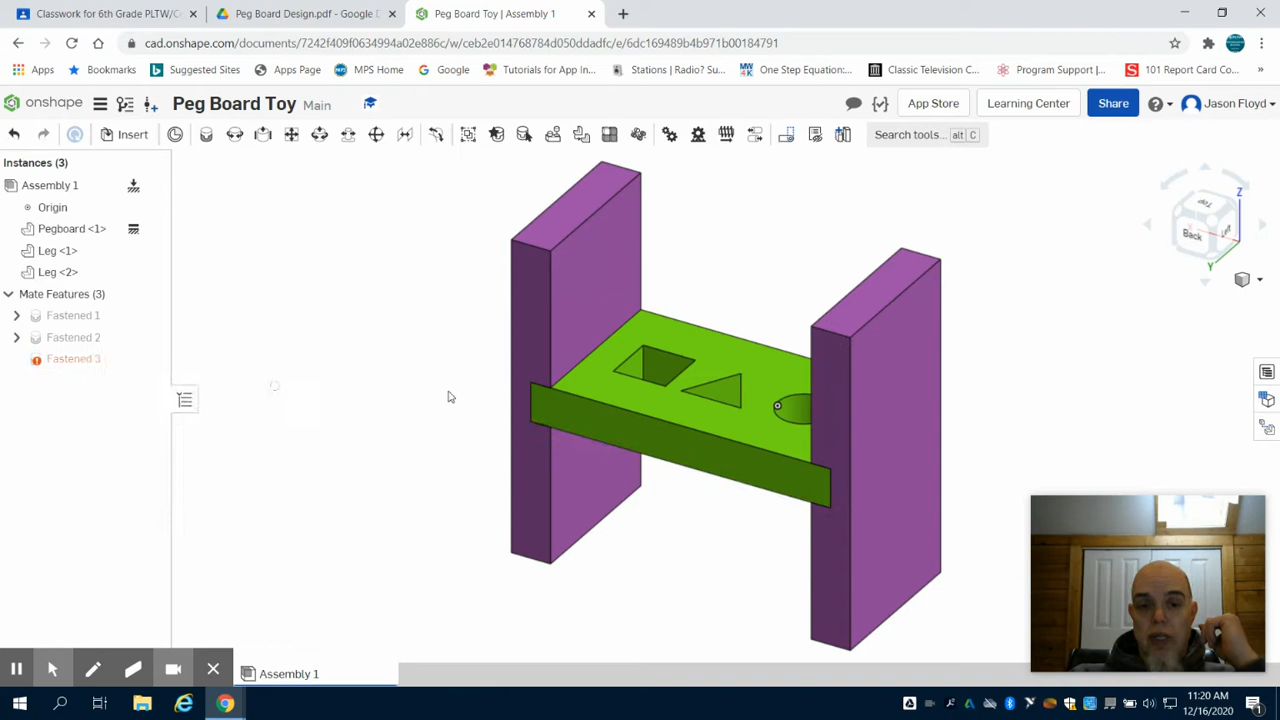 Classwork for 6th Grade PLTW/C
Peg Board Design.pdf - Google D
Peg Board Toy | Assembly 1
cad.onshape.com/documents/7242f409f0634994a02e886c/w/ceb2e014768784d050ddadfc/e/6dc169489b4b971b00184791
Apps
Bookmarks
Suggested Sites
Apps Page
MPS Home
Google
Tutorials for App In...
Stations | Radio? Su...
One Step Equation:...
Classic Television C...
Program Support |...
101 Report Card Co...
»
onshape
Peg Board Toy Main
App Store
Learning Center
Share
Jason Floyd
Insert
Search tools... alt C
Instances (3)
Assembly 1
Origin
Pegboard <1>
Leg <1>
Leg <2>
Mate Features (3)
Fastened 1
Fastened 2
Fastened 3
Z
Top
Back
Left
X
Y
Assembly 1
11:20 AM
12/16/2020
1